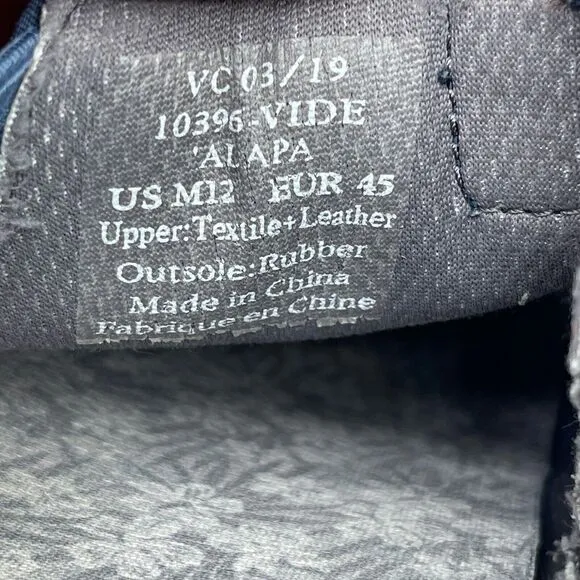 VC 03/19
10396-VIDE
'ALAPA
US M12 EUR 45
Upper:Textile+Leather
Outsole:Rubber
Made in China
Fabriqué en Chine